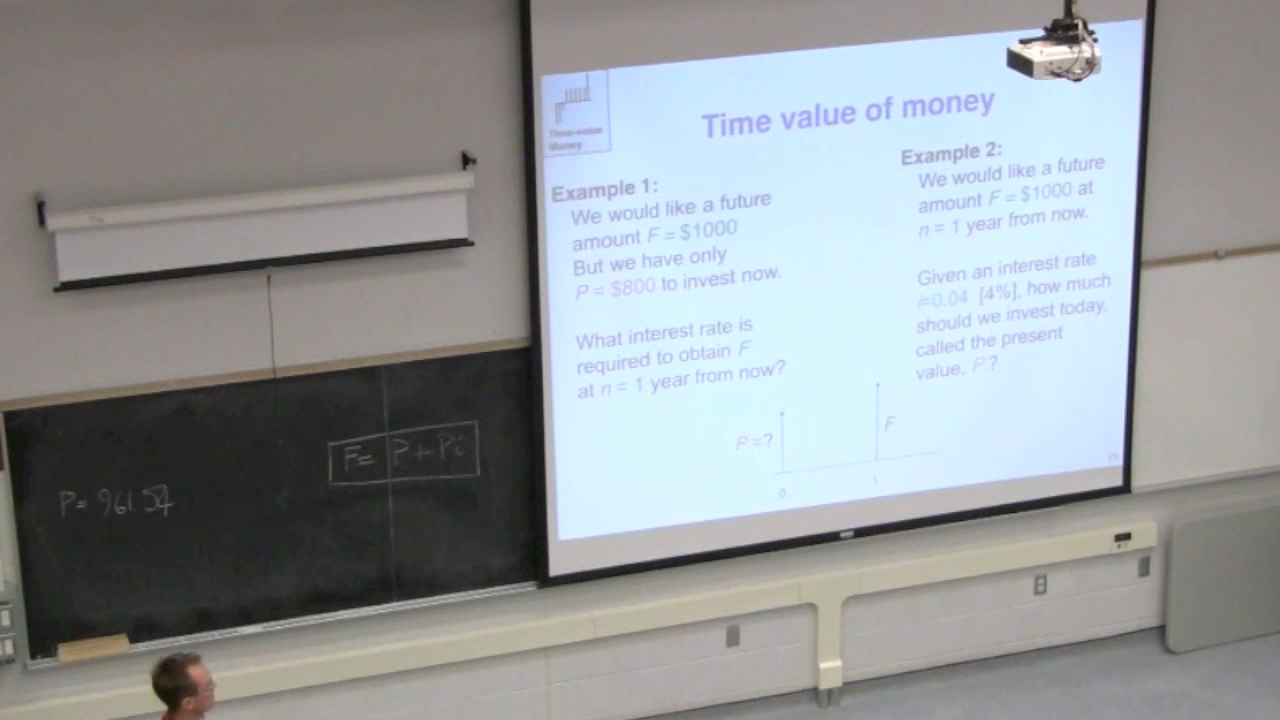 P= 961.54
F= P+Pi
Time-value
Money
Time value of money
Example 1:
We would like a future
amount F = $1000
But we have only
P = $800 to invest now.
What interest rate is
required to obtain F
at n = 1 year from now?
Example 2:
We would like a future
amount F = $1000 at
n = 1 year from now.
Given an interest rate
i=0.04 [4%], how much
should we invest today,
called the present
value, P?
P=?
F
0
1